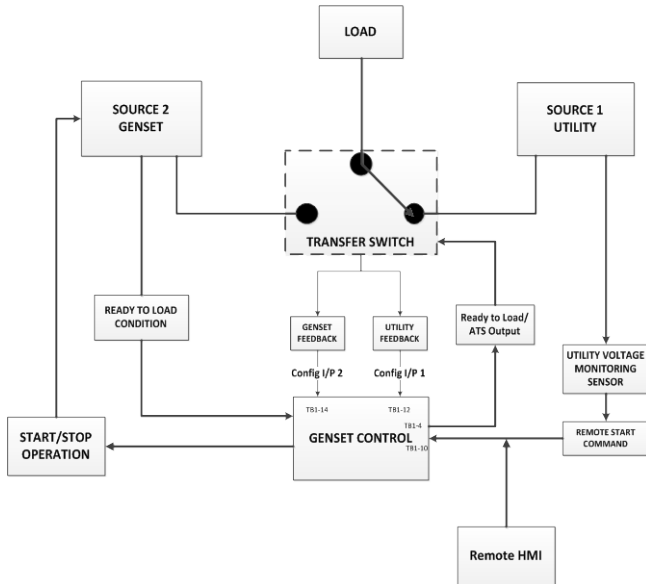 LOAD
SOURCE 2
GENSET
SOURCE 1
UTILITY
TRANSFER SWITCH
READY TO LOAD
CONDITION
GENSET
FEEDBACK
UTILITY
FEEDBACK
Ready to Load/
ATS Output
UTILITY VOLTAGE
MONITORING
SENSOR
Config I/P 2
Config I/P 1
TB1-14
TB1-12
TB1-4
TB1-10
GENSET CONTROL
START/STOP
OPERATION
REMOTE START
COMMAND
Remote HMI